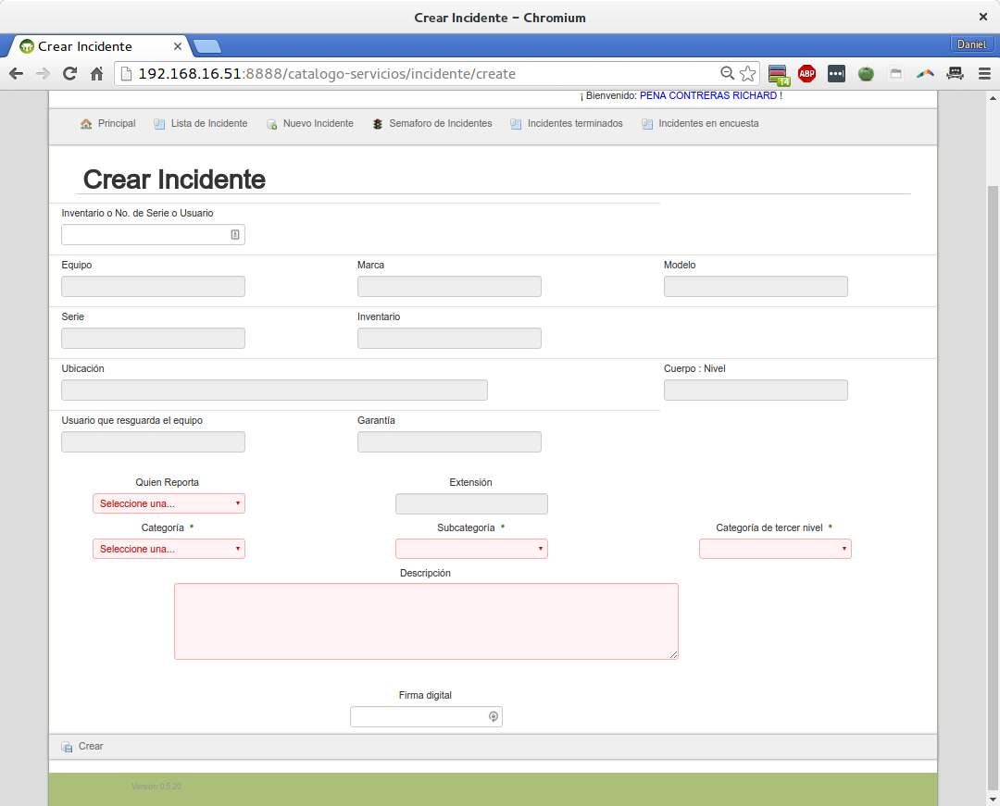 Crear Incidente – Chromium
Crear Incidente
Daniel
192.168.16.51:8888/catalogo-servicios/incidente/create
14
ABP
¡ Bienvenido: PENA CONTRERAS RICHARD !
Principal Lista de Incidente Nuevo Incidente Semaforo de Incidentes Incidentes terminados Incidentes en encuesta
Crear Incidente
Inventario o No. de Serie o Usuario
Equipo Marca Modelo
Serie Inventario
Ubicación Cuerpo : Nivel
Usuario que resguarda el equipo Garantía
Quien Reporta Extensión
Seleccione una...
Categoría * Subcategoría * Categoría de tercer nivel *
Seleccione una...
Descripción
Firma digital
Crear
Versión 0.5.20